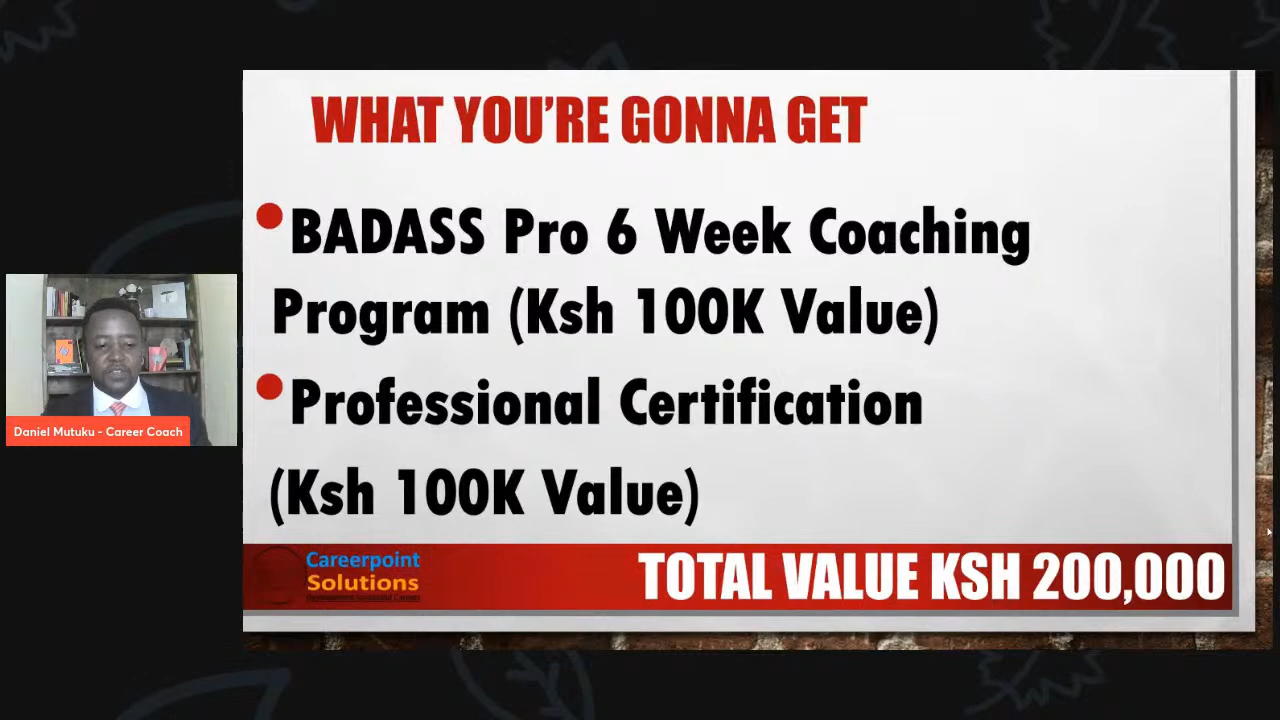 WHAT YOU'RE GONNA GET
BADASS Pro 6 Week Coaching
Program (Ksh 100K Value)
Professional Certification
(Ksh 100K Value)
Daniel Mutuku - Career Coach
Careerpoint
Solutions
TOTAL VALUE KSH 200,000